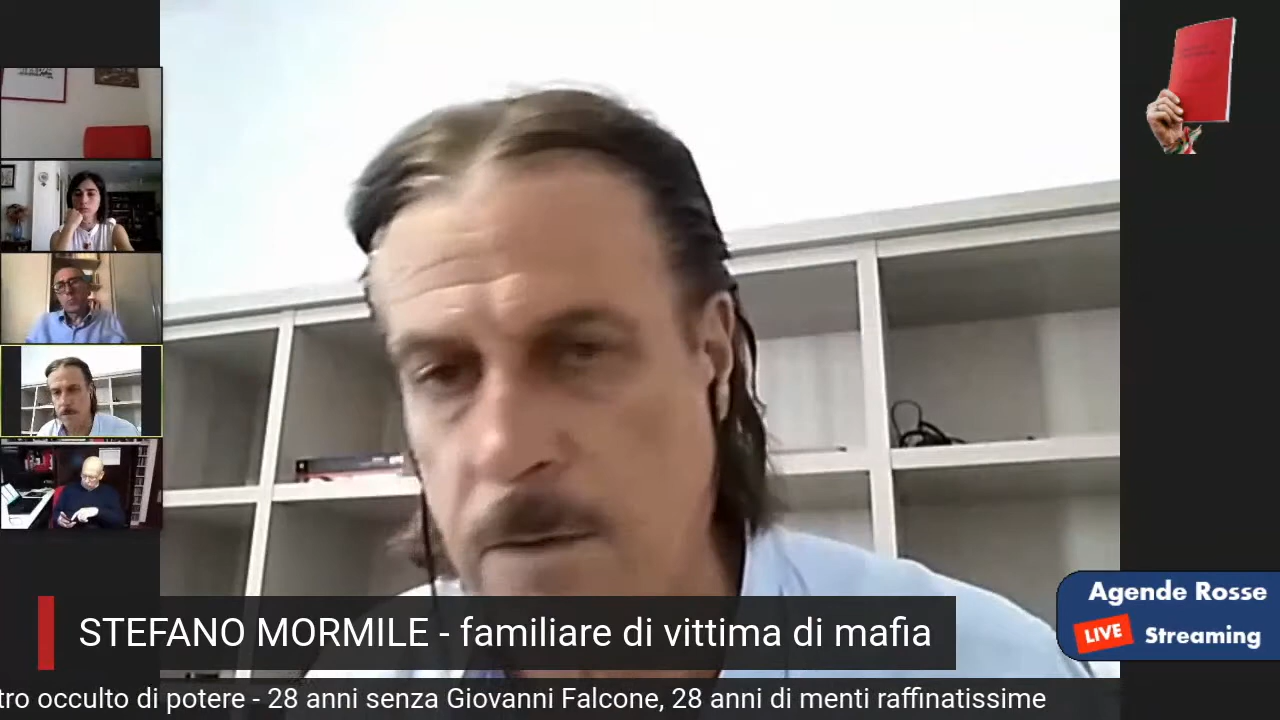 STEFANO MORMILE - familiare di vittima di mafia
Agende Rosse
LIVE Streaming
tro occulto di potere - 28 anni senza Giovanni Falcone, 28 anni di menti raffinatissime